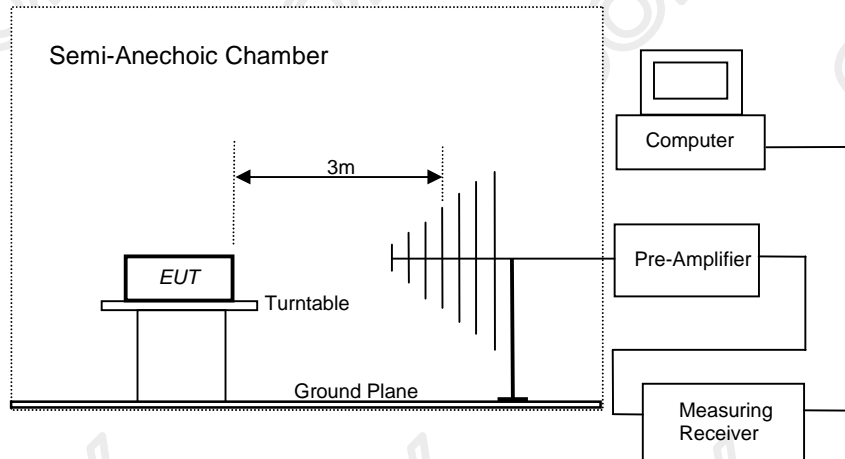 Semi-Anechoic Chamber
Computer
3m
Pre-Amplifier
EUT
Turntable
Ground Plane
Measuring
Receiver